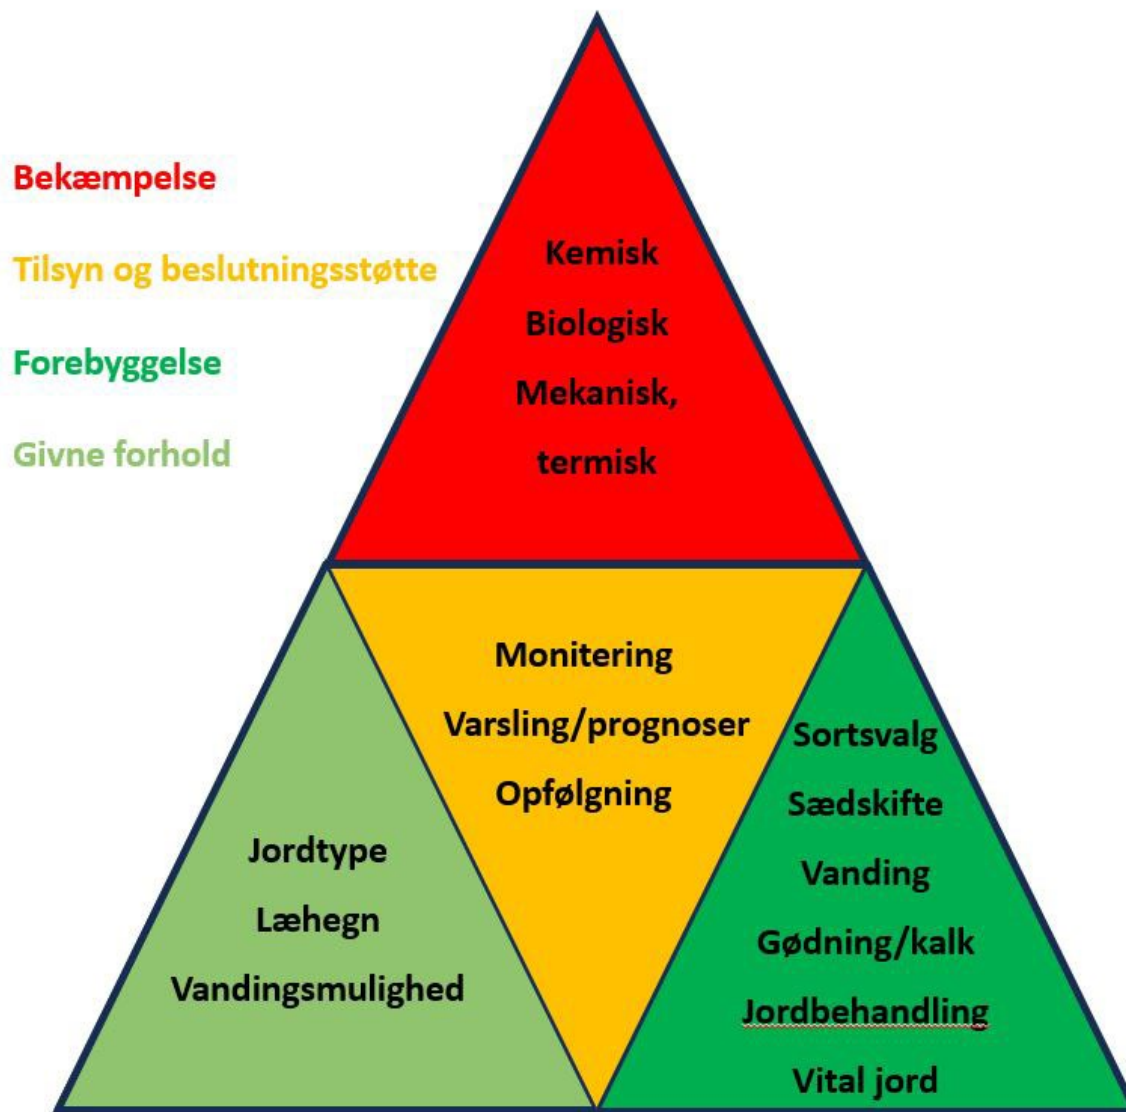 Bekæmpelse
Tilsyn og beslutningsstøtte
Forebyggelse
Givne forhold
Kemisk
Biologisk
Mekanisk,
termisk
Monitering
Varsling/prognoser
Opfølgning
Jordtype
Læhegn
Vandingsmulighed
Sortsvalg
Sædskifte
Vanding
Gødning/kalk
Jordbehandling
Vital jord